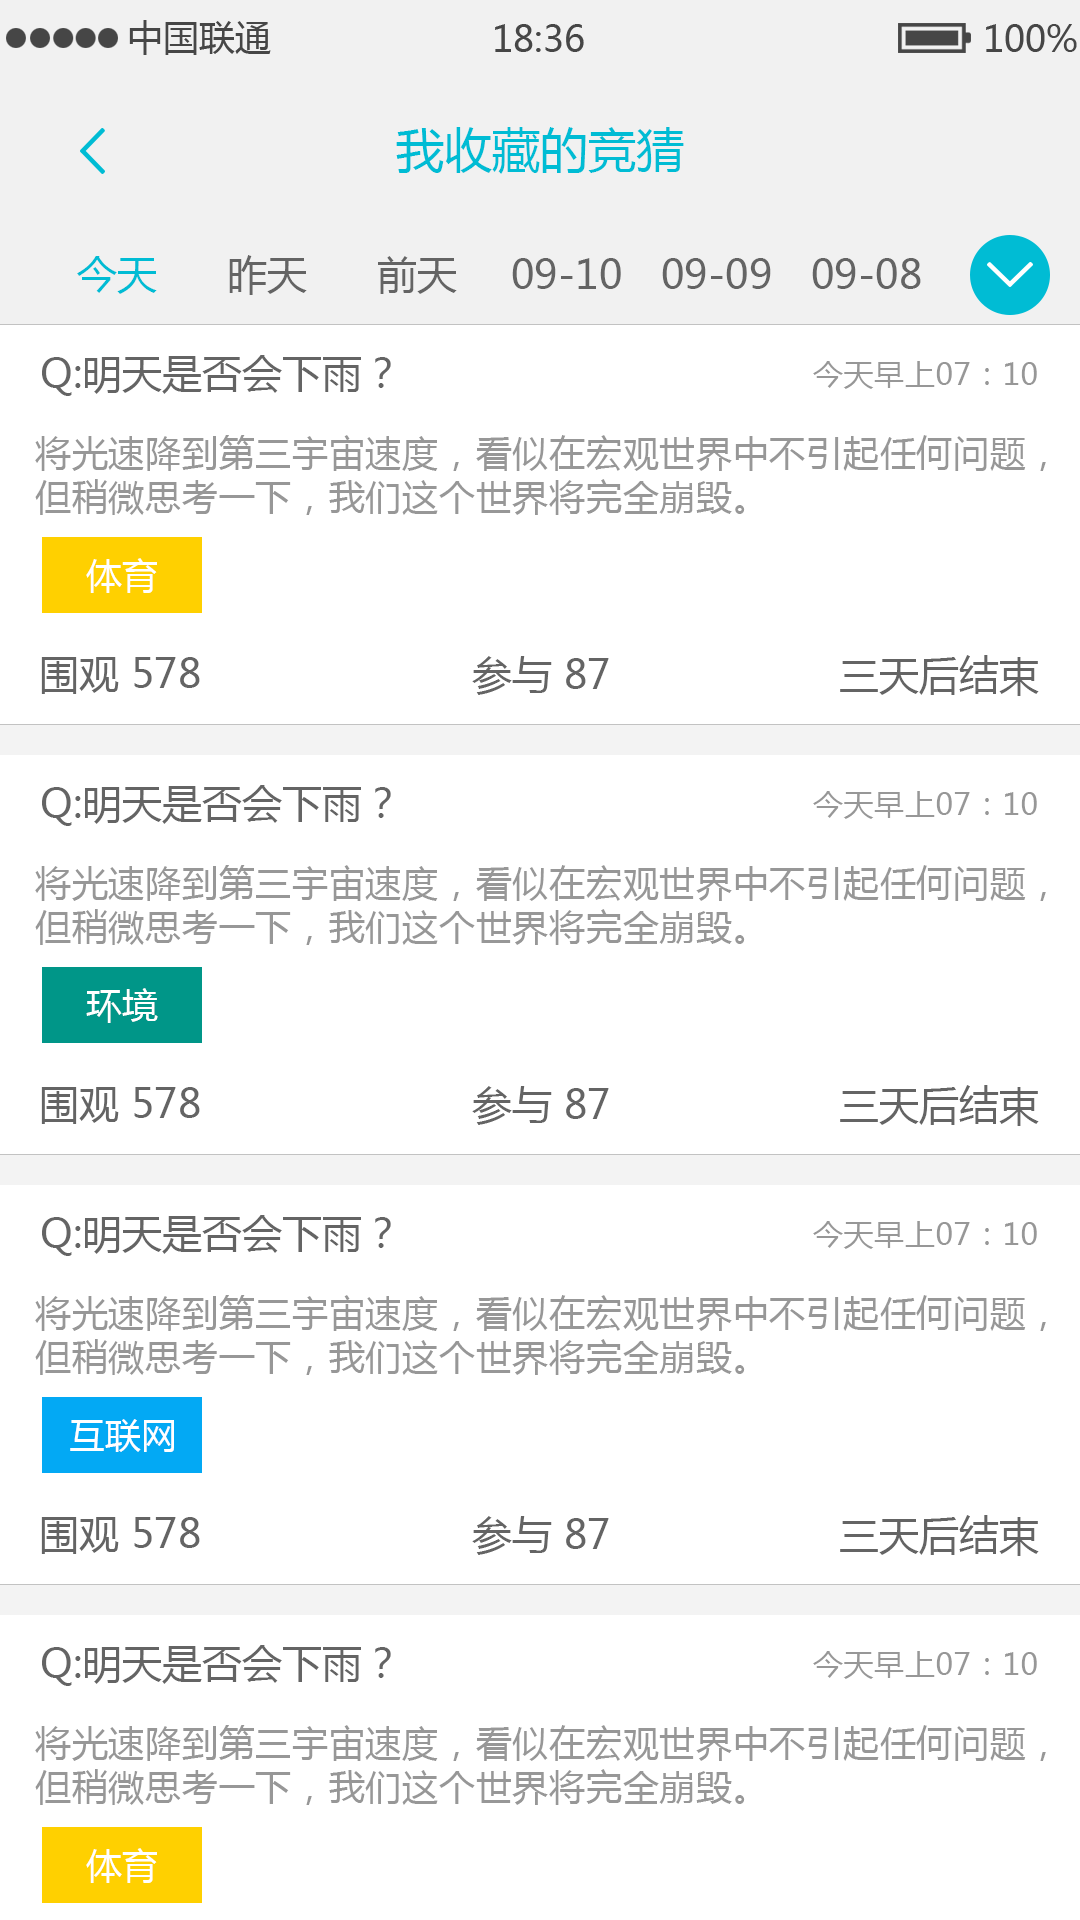 中国联通 18:36 100%
我收藏的竞猜
今天 昨天 前天 09-10 09-09 09-08
Q:明天是否会下雨？ 今天早上07：10
将光速降到第三宇宙速度，看似在宏观世界中不引起任何问题，
但稍微思考一下，我们这个世界将完全崩毁。
体育
围观 578 参与 87 三天后结束
Q:明天是否会下雨？ 今天早上07：10
将光速降到第三宇宙速度，看似在宏观世界中不引起任何问题，
但稍微思考一下，我们这个世界将完全崩毁。
环境
围观 578 参与 87 三天后结束
Q:明天是否会下雨？ 今天早上07：10
将光速降到第三宇宙速度，看似在宏观世界中不引起任何问题，
但稍微思考一下，我们这个世界将完全崩毁。
互联网
围观 578 参与 87 三天后结束
Q:明天是否会下雨？ 今天早上07：10
将光速降到第三宇宙速度，看似在宏观世界中不引起任何问题，
但稍微思考一下，我们这个世界将完全崩毁。
体育